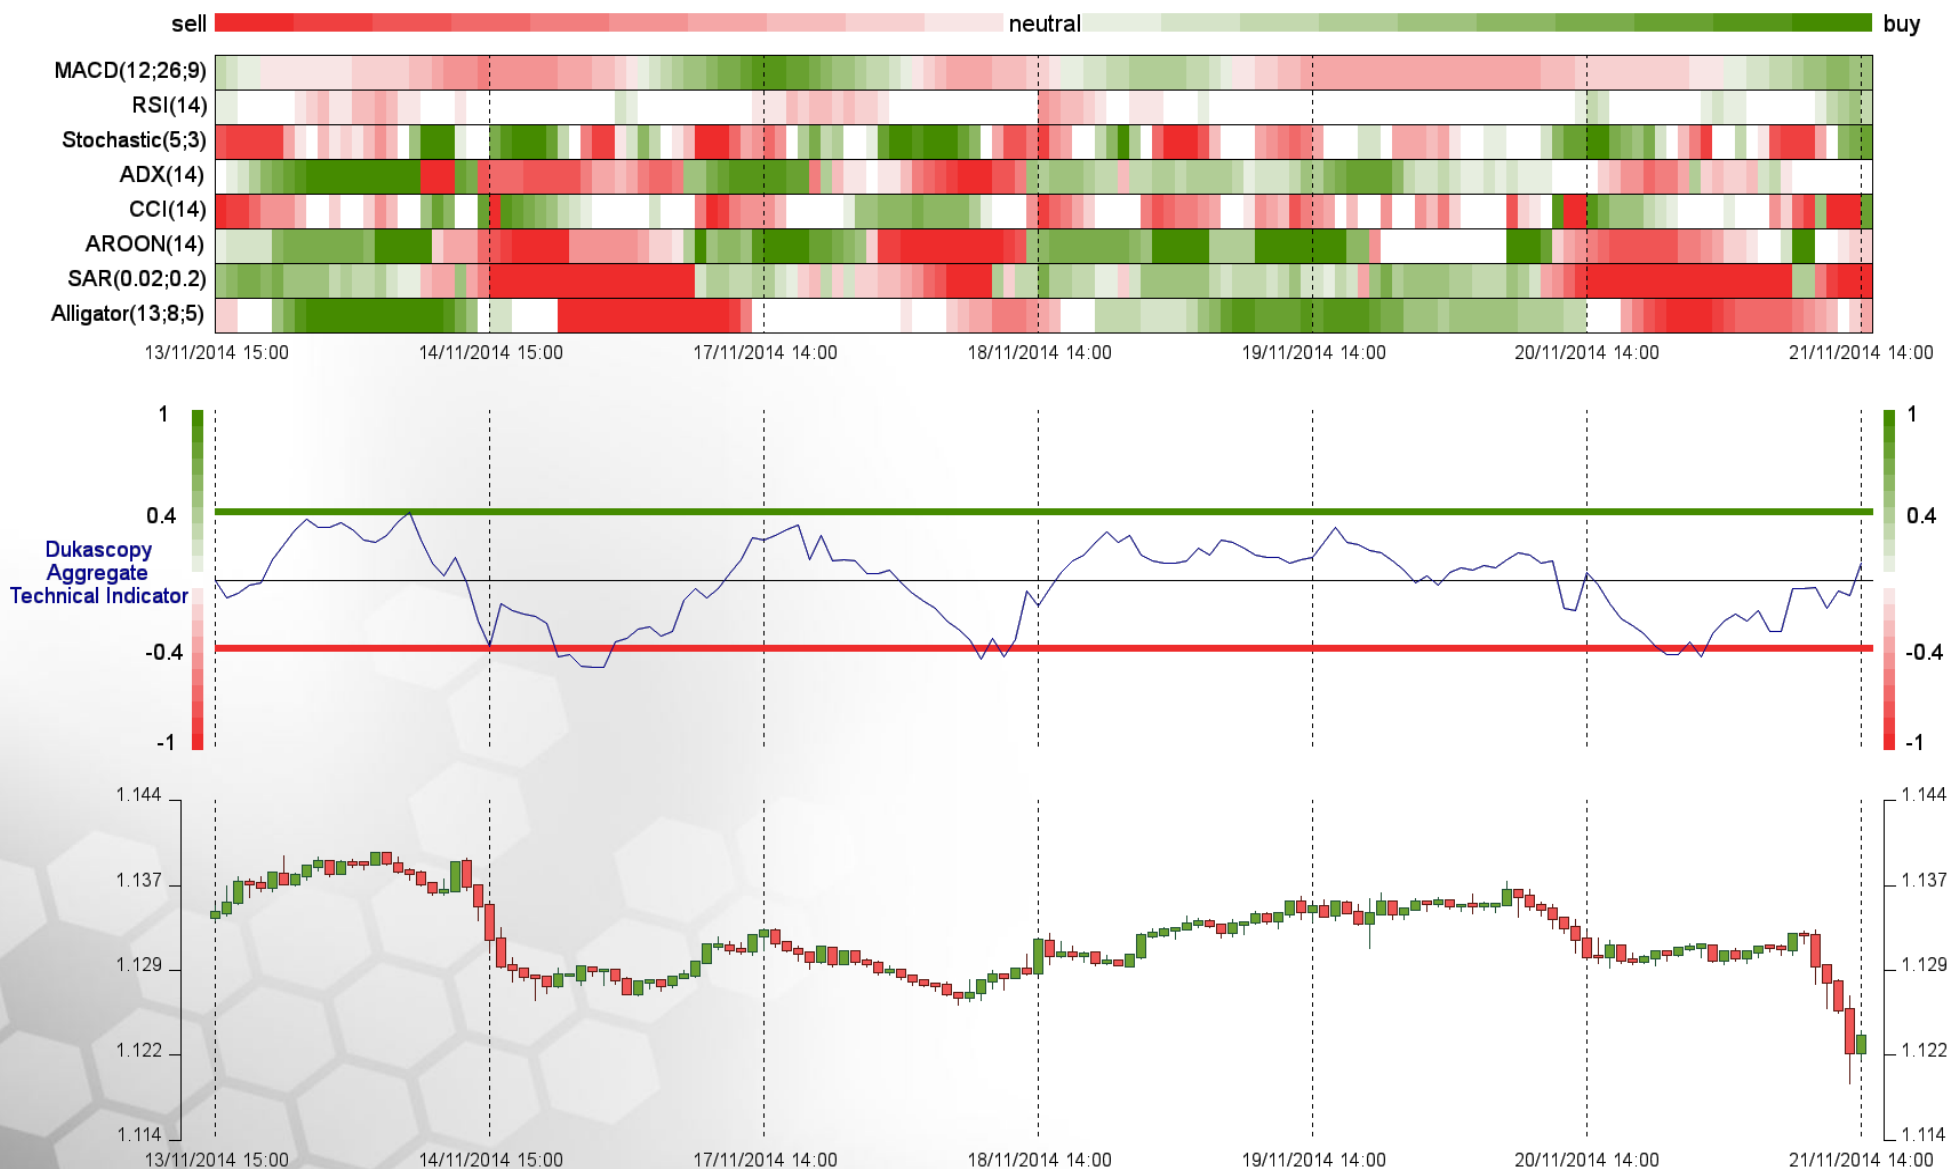 sell neutral buy
MACD(12;26;9)
RSI(14)
Stochastic(5;3)
ADX(14)
CCI(14)
AROON(14)
SAR(0.02;0.2)
Alligator(13;8;5)
13/11/2014 15:00 14/11/2014 15:00 17/11/2014 14:00 18/11/2014 14:00 19/11/2014 14:00 20/11/2014 14:00 21/11/2014 14:00
1 1
0.4 0.4
Dukascopy
Aggregate
Technical Indicator
-0.4 -0.4
-1 -1
1.144 1.144
1.137 1.137
1.129 1.129
1.122 1.122
1.114 1.114
13/11/2014 15:00 14/11/2014 15:00 17/11/2014 14:00 18/11/2014 14:00 19/11/2014 14:00 20/11/2014 14:00 21/11/2014 14:00